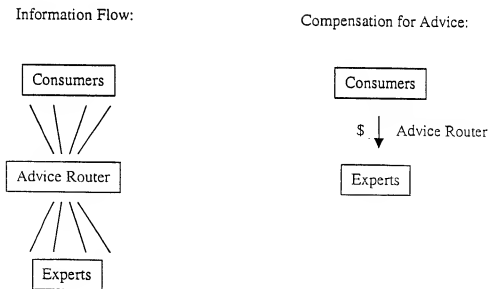 Information Flow:
Compensation for Advice:
Consumers
Consumers
$ Advice Router
Advice Router
Experts
Experts